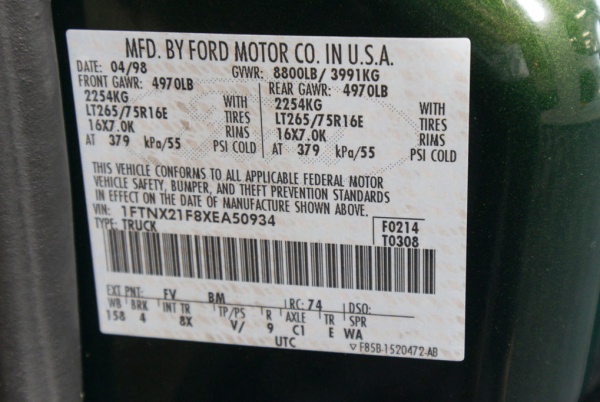 MFD. BY FORD MOTOR CO. IN U.S.A.
DATE: 04/98 GVWR: 8800LB/ 3991KG
FRONT GAWR: 4970LB REAR GAWR: 4970LB
2254KG WITH 2254KG WITH
LT265/75R16E TIRES LT265/75R16E TIRES
16X7.0K RIMS 16X7.0K RIMS
AT 379 kPa/55 PSI COLD AT 379 kPa/55 PSI COLD
THIS VEHICLE CONFORMS TO ALL APPLICABLE FEDERAL MOTOR
VEHICLE SAFETY, BUMPER, AND THEFT PREVENTION STANDARDS
IN EFFECT ON THE DATE OF MANUFACTURE SHOWN ABOVE.
VIN: 1FTNX21F8XEA50934 F0214
TYPE: TRUCK T0308
EXT PNT: FV BM RC: 74 DSO:
WB BRK INT TR TP/PS R AXLE TR SPR
158 4 8X V/ 9 C1 E WA
UTC ▽ F85B-1520472-AB